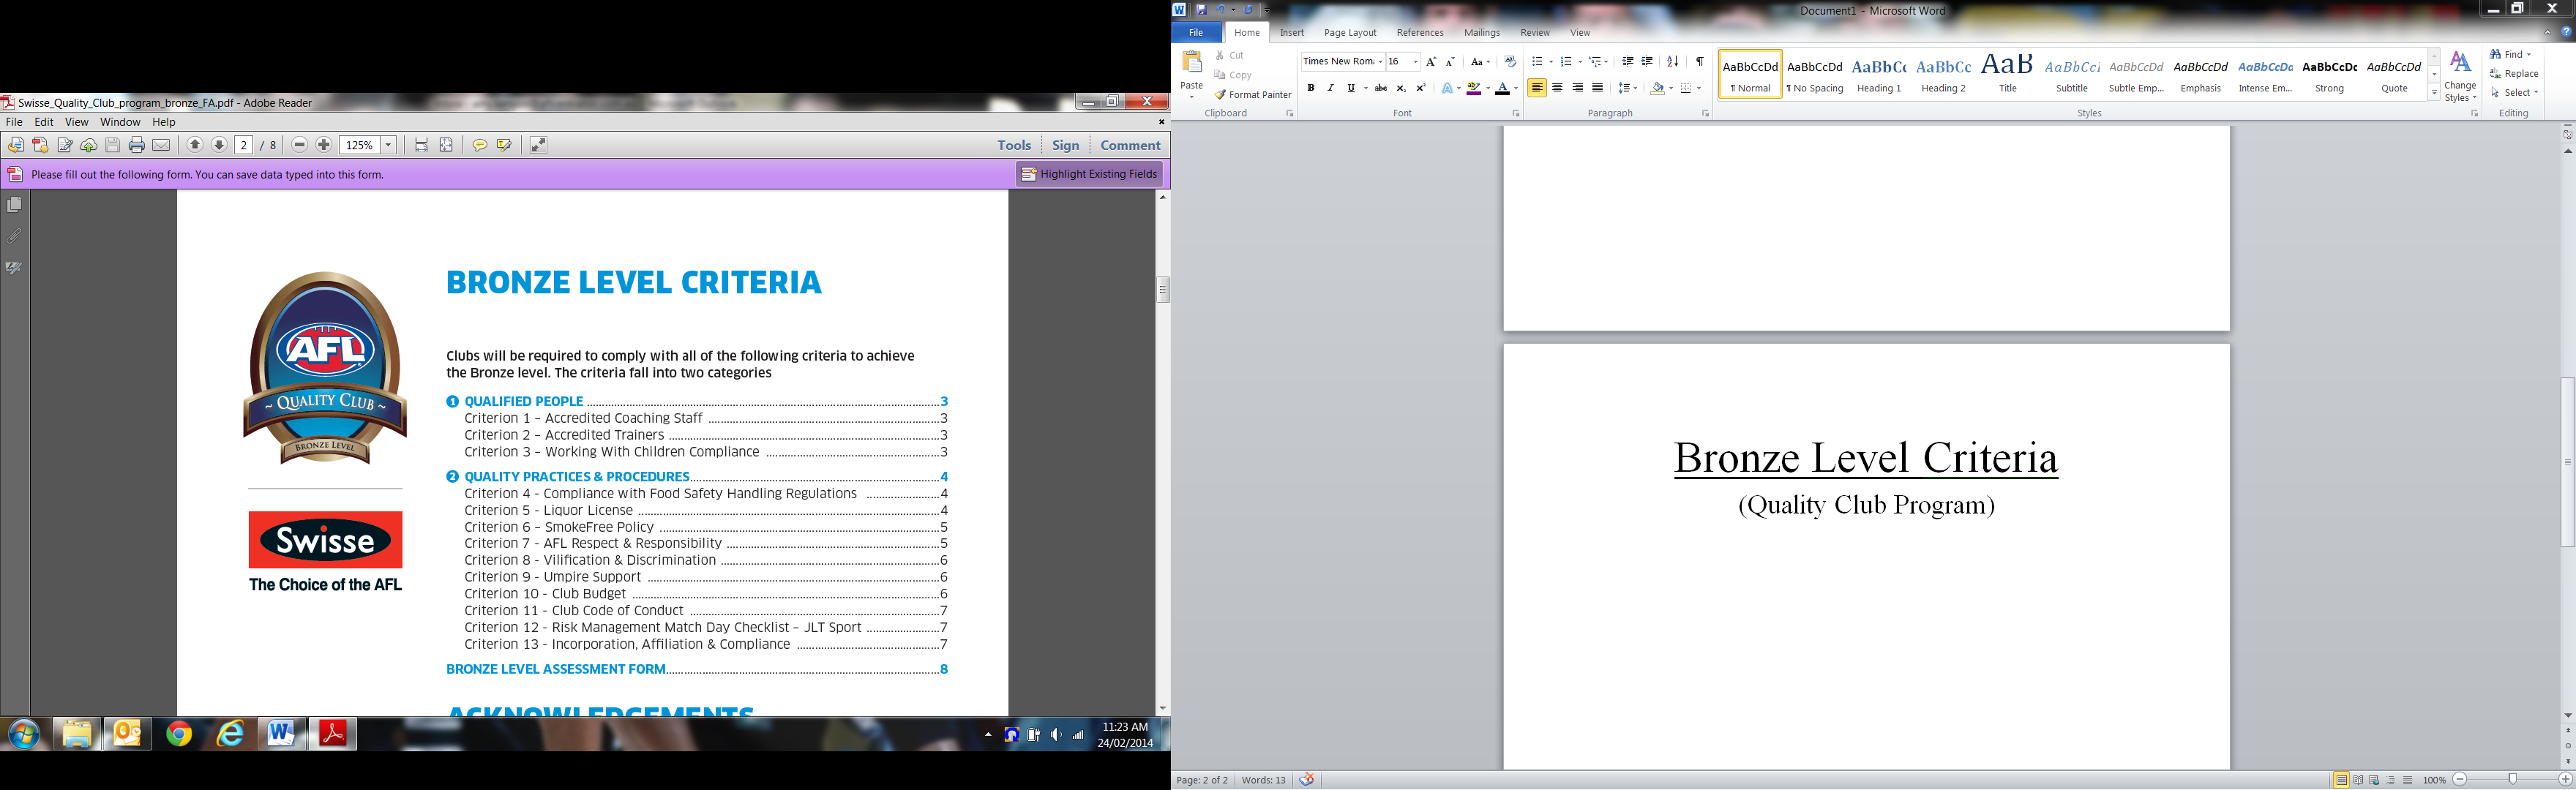 Swisse_Quality_Club_program_bronze_FA.pdf - Adobe Reader
File Edit View Window Help
2 / 8 125% Tools Sign Comment
Please fill out the following form. You can save data typed into this form. Highlight Existing Fields
BRONZE LEVEL CRITERIA
Clubs will be required to comply with all of the following criteria to achieve
the Bronze level. The criteria fall into two categories
1 QUALIFIED PEOPLE 3
Criterion 1 – Accredited Coaching Staff 3
Criterion 2 – Accredited Trainers 3
Criterion 3 – Working With Children Compliance 3
2 QUALITY PRACTICES & PROCEDURES 4
Criterion 4 - Compliance with Food Safety Handling Regulations 4
Criterion 5 - Liquor License 4
Criterion 6 – SmokeFree Policy 5
Criterion 7 - AFL Respect & Responsibility 5
Criterion 8 - Vilification & Discrimination 6
Criterion 9 - Umpire Support 6
Criterion 10 - Club Budget 6
Criterion 11 - Club Code of Conduct 7
Criterion 12 - Risk Management Match Day Checklist – JLT Sport 7
Criterion 13 - Incorporation, Affiliation & Compliance 7
BRONZE LEVEL ASSESSMENT FORM 8
ACKNOWLEDGEMENTS
AFL
~ QUALITY CLUB ~
BRONZE LEVEL
Swisse
The Choice of the AFL
11:23 AM
24/02/2014
Document1 - Microsoft Word
File Home Insert Page Layout References Mailings Review View
Paste
Cut
Copy
Format Painter
Clipboard
Times New Rom 16
Font
Paragraph
AaBbCcDd AaBbCcDd AaBbCc AaBbCc AaB AaBbCcI AaBbCcDd AaBbCcDd AaBbCcDc AaBbCcDc AaBbCcDd
¶ Normal ¶ No Spacing Heading 1 Heading 2 Title Subtitle Subtle Emp... Emphasis Intense Em... Strong Quote
Styles
Change
Styles
Find
Replace
Select
Editing
Bronze Level Criteria
(Quality Club Program)
Page: 2 of 2 Words: 13 100%